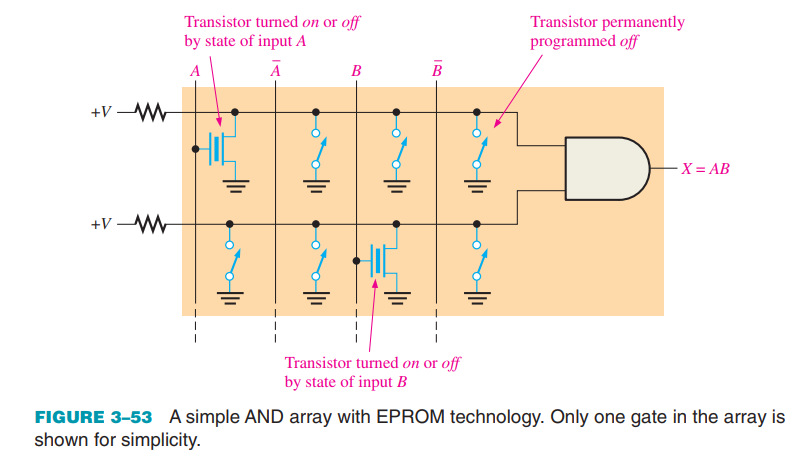 Transistor turned on or off
by state of input A
Transistor permanently
programmed off
A
A̅
B
B̅
+V
X = AB
+V
Transistor turned on or off
by state of input B
FIGURE 3–53 A simple AND array with EPROM technology. Only one gate in the array is
shown for simplicity.